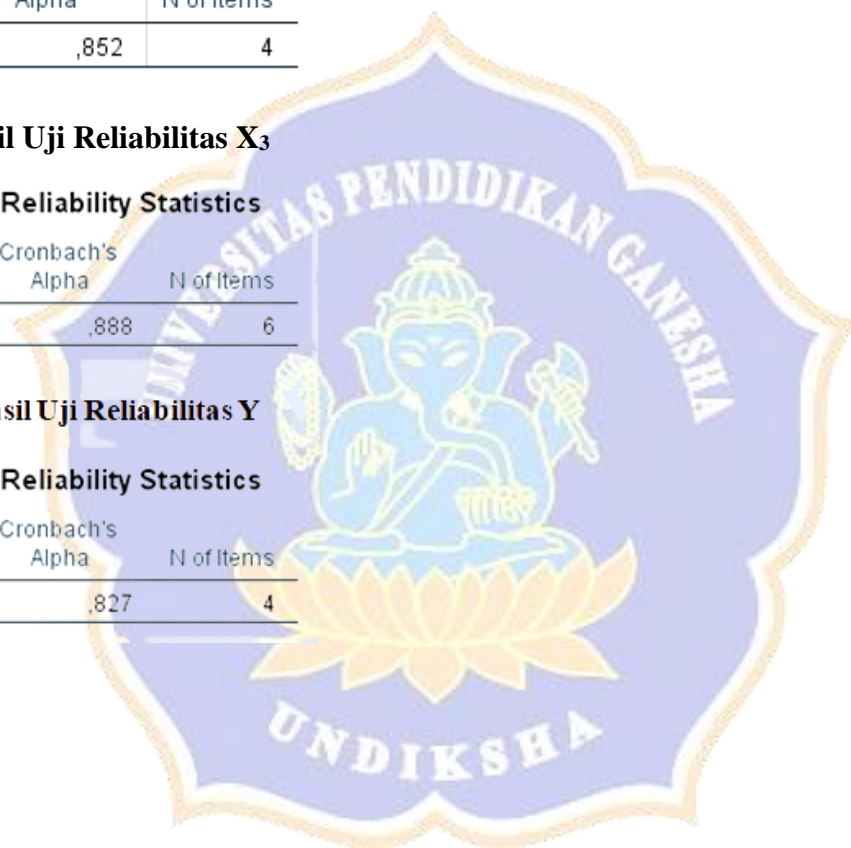 Alpha N of Items
,852 4
il Uji Reliabilitas X₃
Reliability Statistics
Cronbach's
Alpha N of Items
,888 6
sil Uji Reliabilitas Y
Reliability Statistics
Cronbach's
Alpha N of Items
,827 4
UNIVERSITAS PENDIDIKAN GANESHA
UNDIKSHA